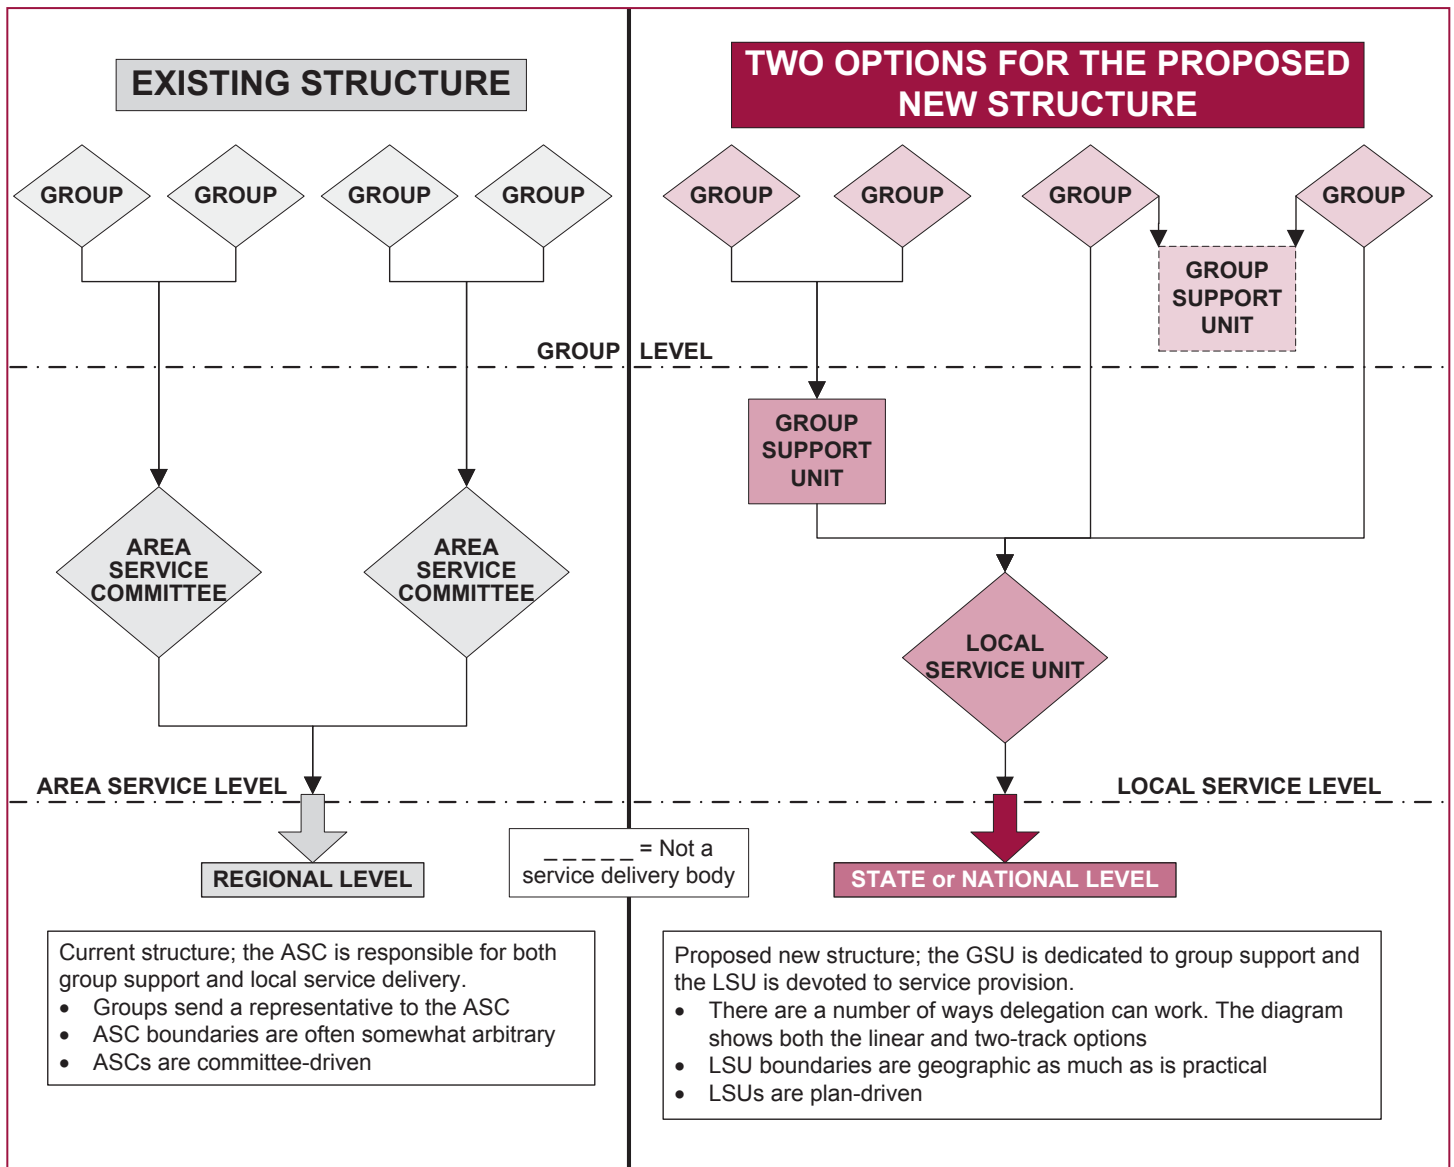 EXISTING STRUCTURE
TWO OPTIONS FOR THE PROPOSED
NEW STRUCTURE
GROUP
GROUP
GROUP
GROUP
GROUP
GROUP
GROUP
GROUP
GROUP
SUPPORT
UNIT
GROUP LEVEL
GROUP
SUPPORT
UNIT
AREA
SERVICE
COMMITTEE
AREA
SERVICE
COMMITTEE
LOCAL
SERVICE UNIT
AREA SERVICE LEVEL
LOCAL SERVICE LEVEL
REGIONAL LEVEL
_ _ _ _ _ = Not a
service delivery body
STATE or NATIONAL LEVEL
Current structure; the ASC is responsible for both
group support and local service delivery.
• Groups send a representative to the ASC
• ASC boundaries are often somewhat arbitrary
• ASCs are committee-driven
Proposed new structure; the GSU is dedicated to group support and
the LSU is devoted to service provision.
• There are a number of ways delegation can work. The diagram
shows both the linear and two-track options
• LSU boundaries are geographic as much as is practical
• LSUs are plan-driven